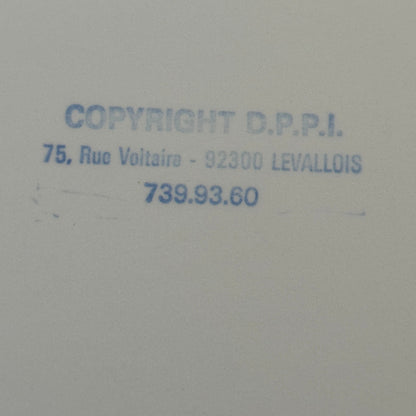 COPYRIGHT D.P.P.I.
75, Rue Voltaire - 92300 LEVALLOIS
739.93.60